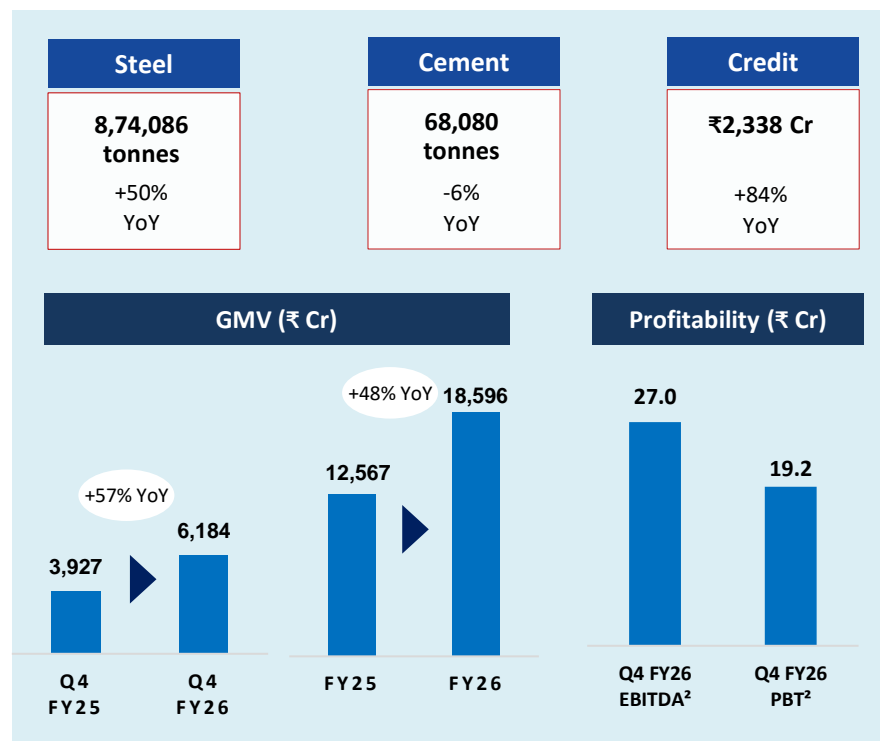 Steel
8,74,086
tonnes
+50%
YoY
Cement
68,080
tonnes
-6%
YoY
Credit
₹2,338 Cr
+84%
YoY
GMV (₹ Cr)
+57% YoY
3,927
6,184
Q4
FY25
Q4
FY26
+48% YoY
12,567
18,596
FY25
FY26
Profitability (₹ Cr)
27.0
19.2
Q4 FY26
EBITDA²
Q4 FY26
PBT²